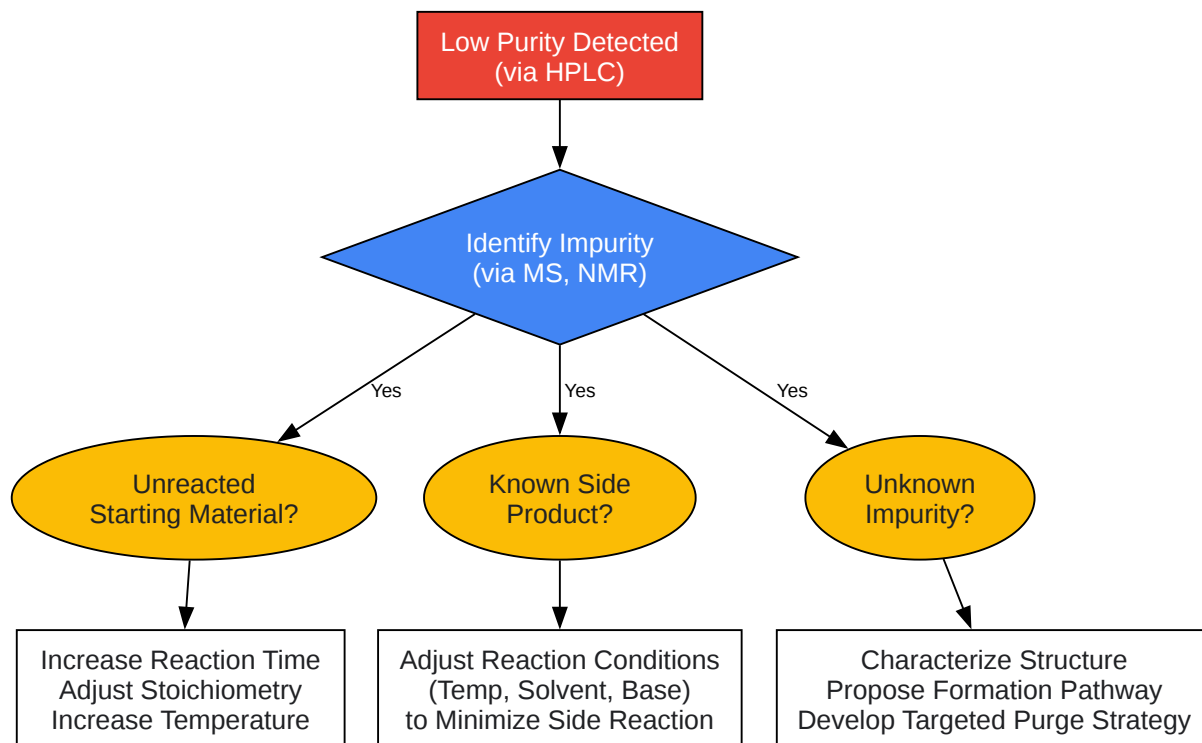 Low Purity Detected
(via HPLC)
Identify Impurity
(via MS, NMR)
Yes
Yes
Yes
Unreacted
Starting Material?
Known Side
Product?
Unknown
Impurity?
Increase Reaction Time
Adjust Stoichiometry
Increase Temperature
Adjust Reaction Conditions
(Temp, Solvent, Base)
to Minimize Side Reaction
Characterize Structure
Propose Formation Pathway
Develop Targeted Purge Strategy